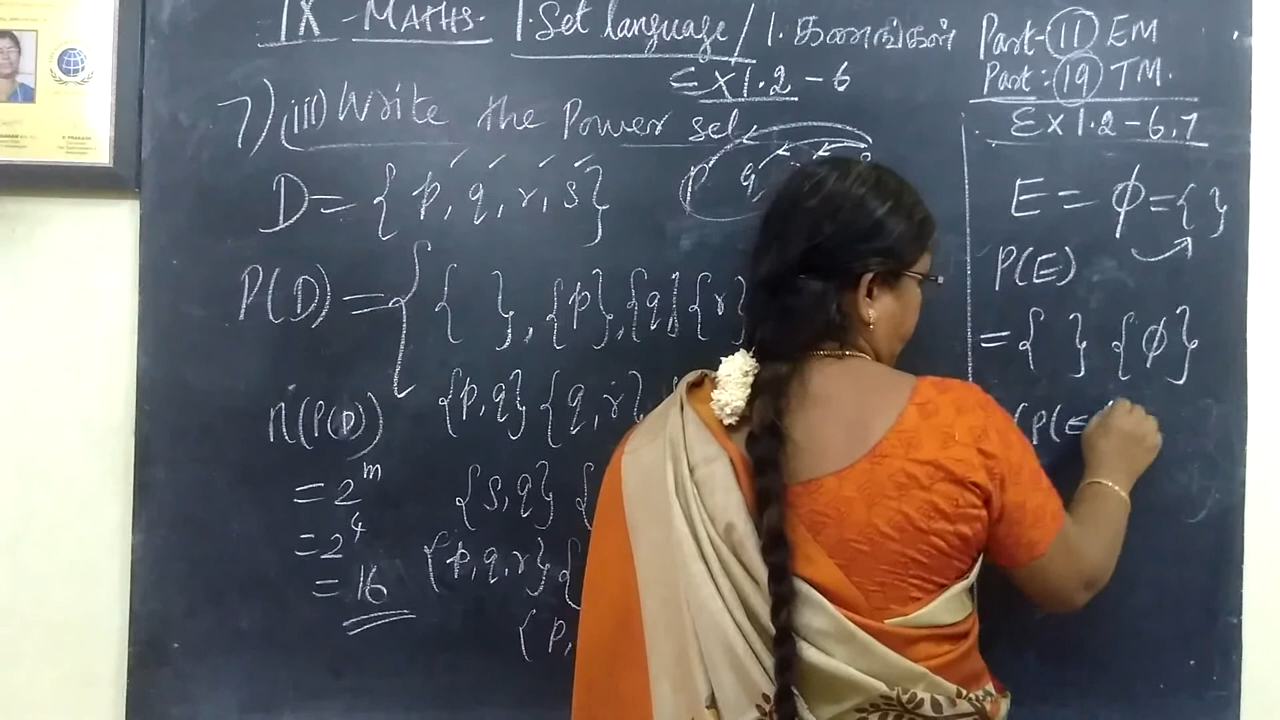 IX - MATHS. 1. Set language / 1. கணங்கள்
Part - 11 EM
Part : 19 TM.
Ex 1.2 - 6
Ex 1.2 - 6,7
7) (iii) Write the Power set
D = { p, q, r, s }
p q
P(D) = { { }, {p}, {q} {r}
{p, q} {q, r}
{s, q} {
{p, q, r}, {
{ p,
n(P(D))
= 2^m
= 2^4
= 16
E = ϕ = { }
P(E)
= { } {ϕ}
P(E